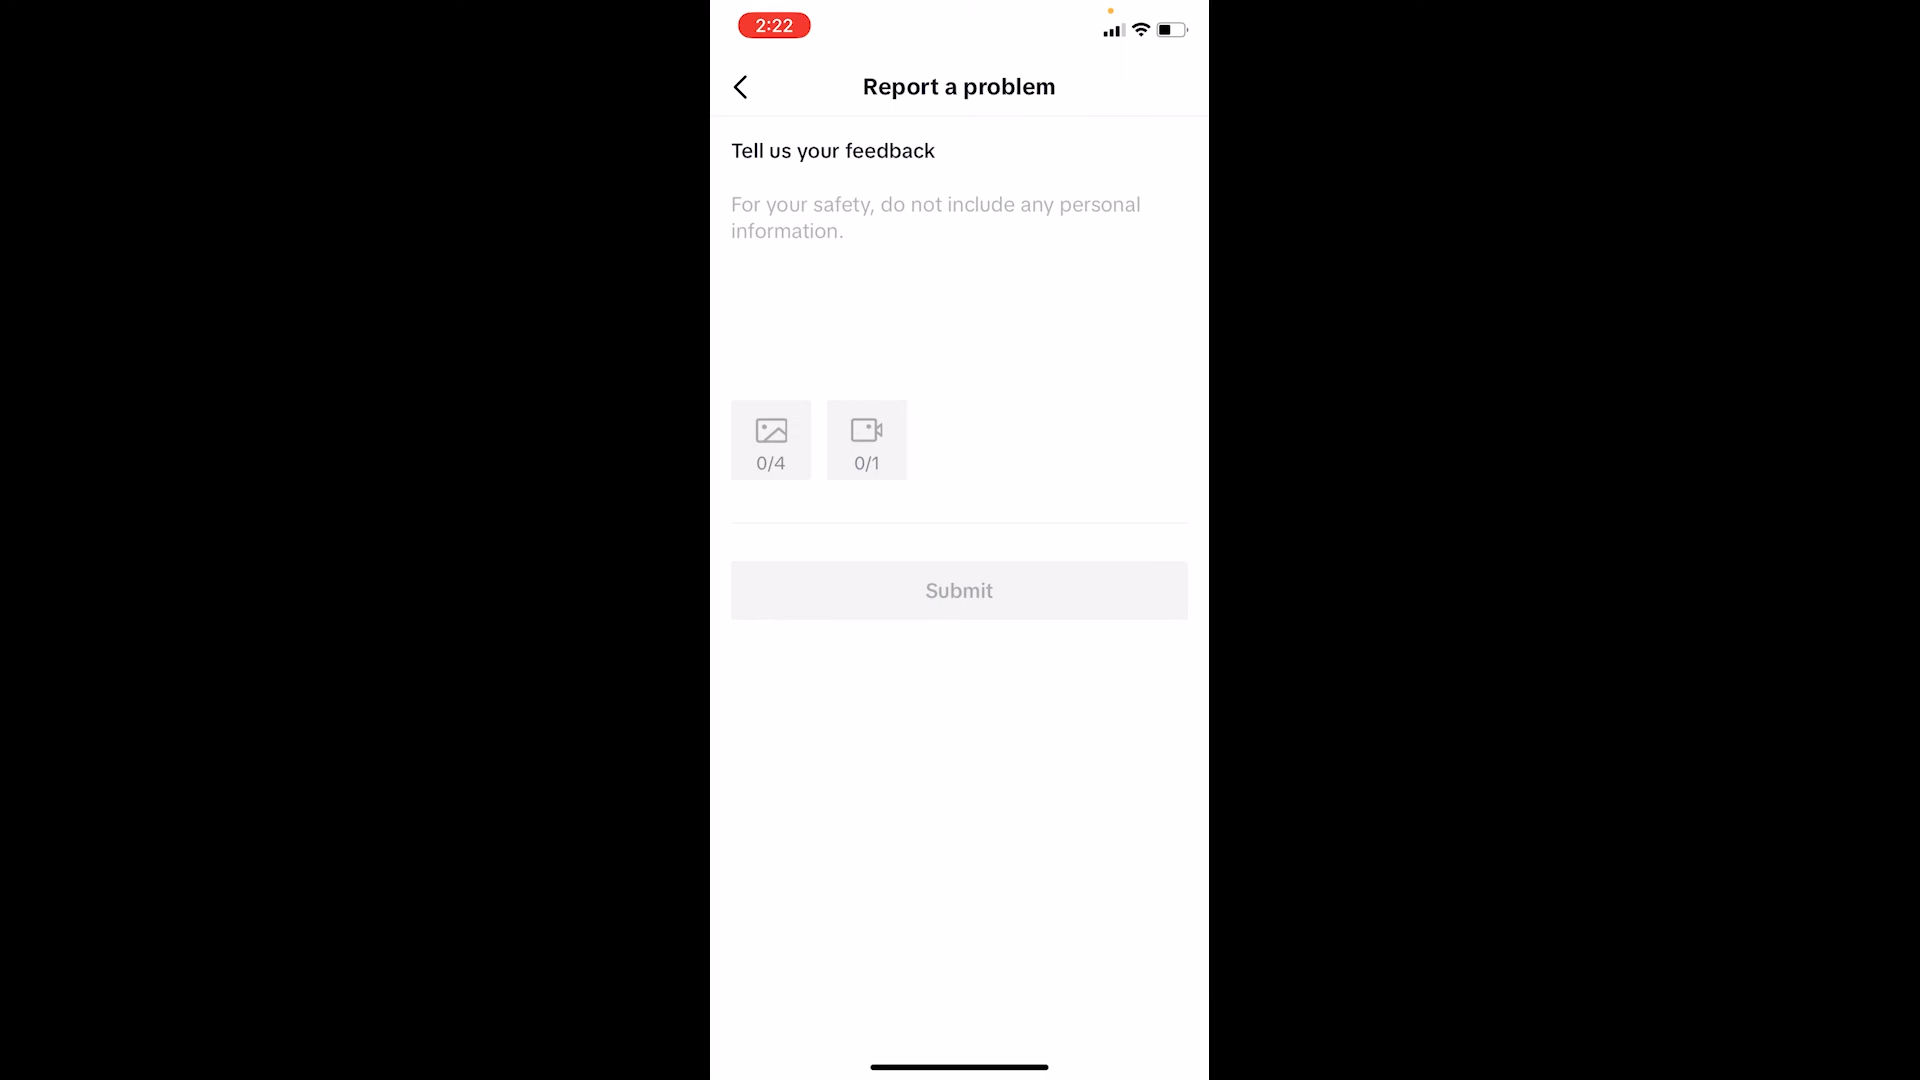 2:22
Report a problem
Tell us your feedback
For your safety, do not include any personal
information.
0/4
0/1
Submit